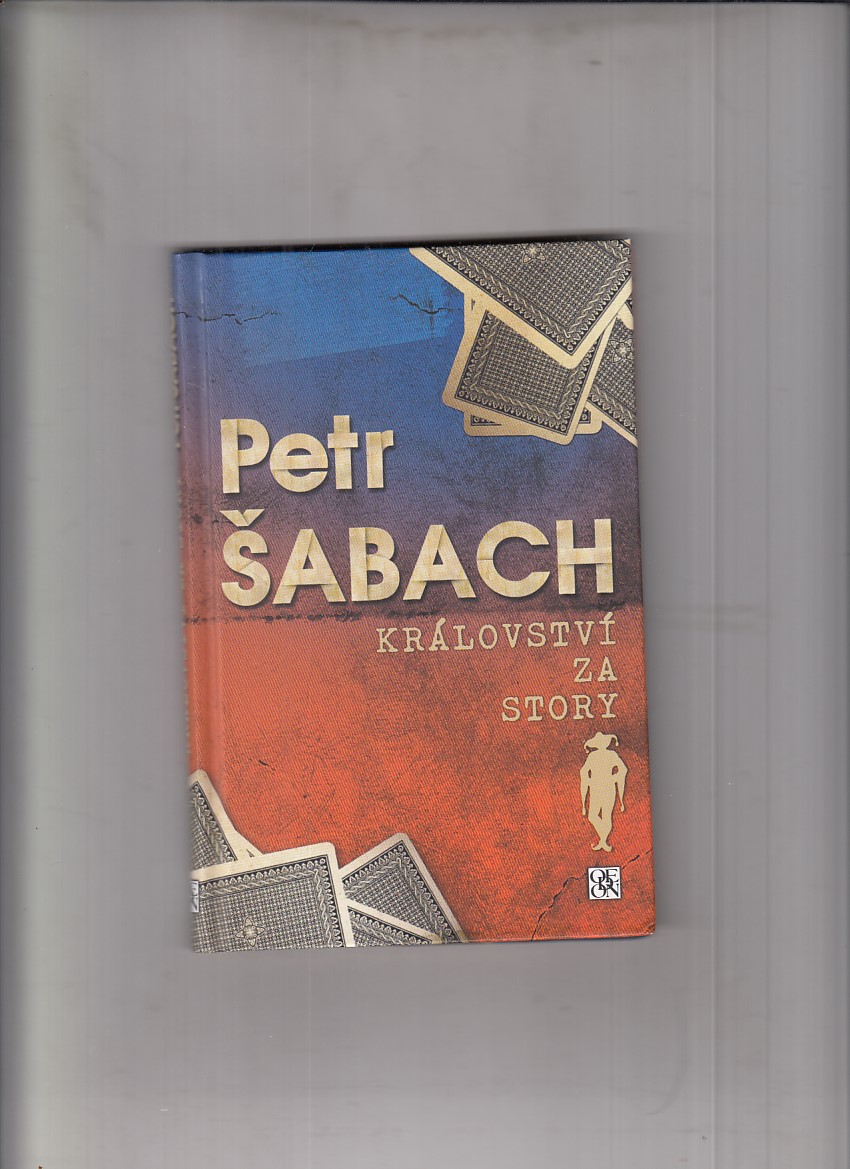 Petr
ŠABACH
KRÁLOVSTVÍ
ZA
STORY
ODEON